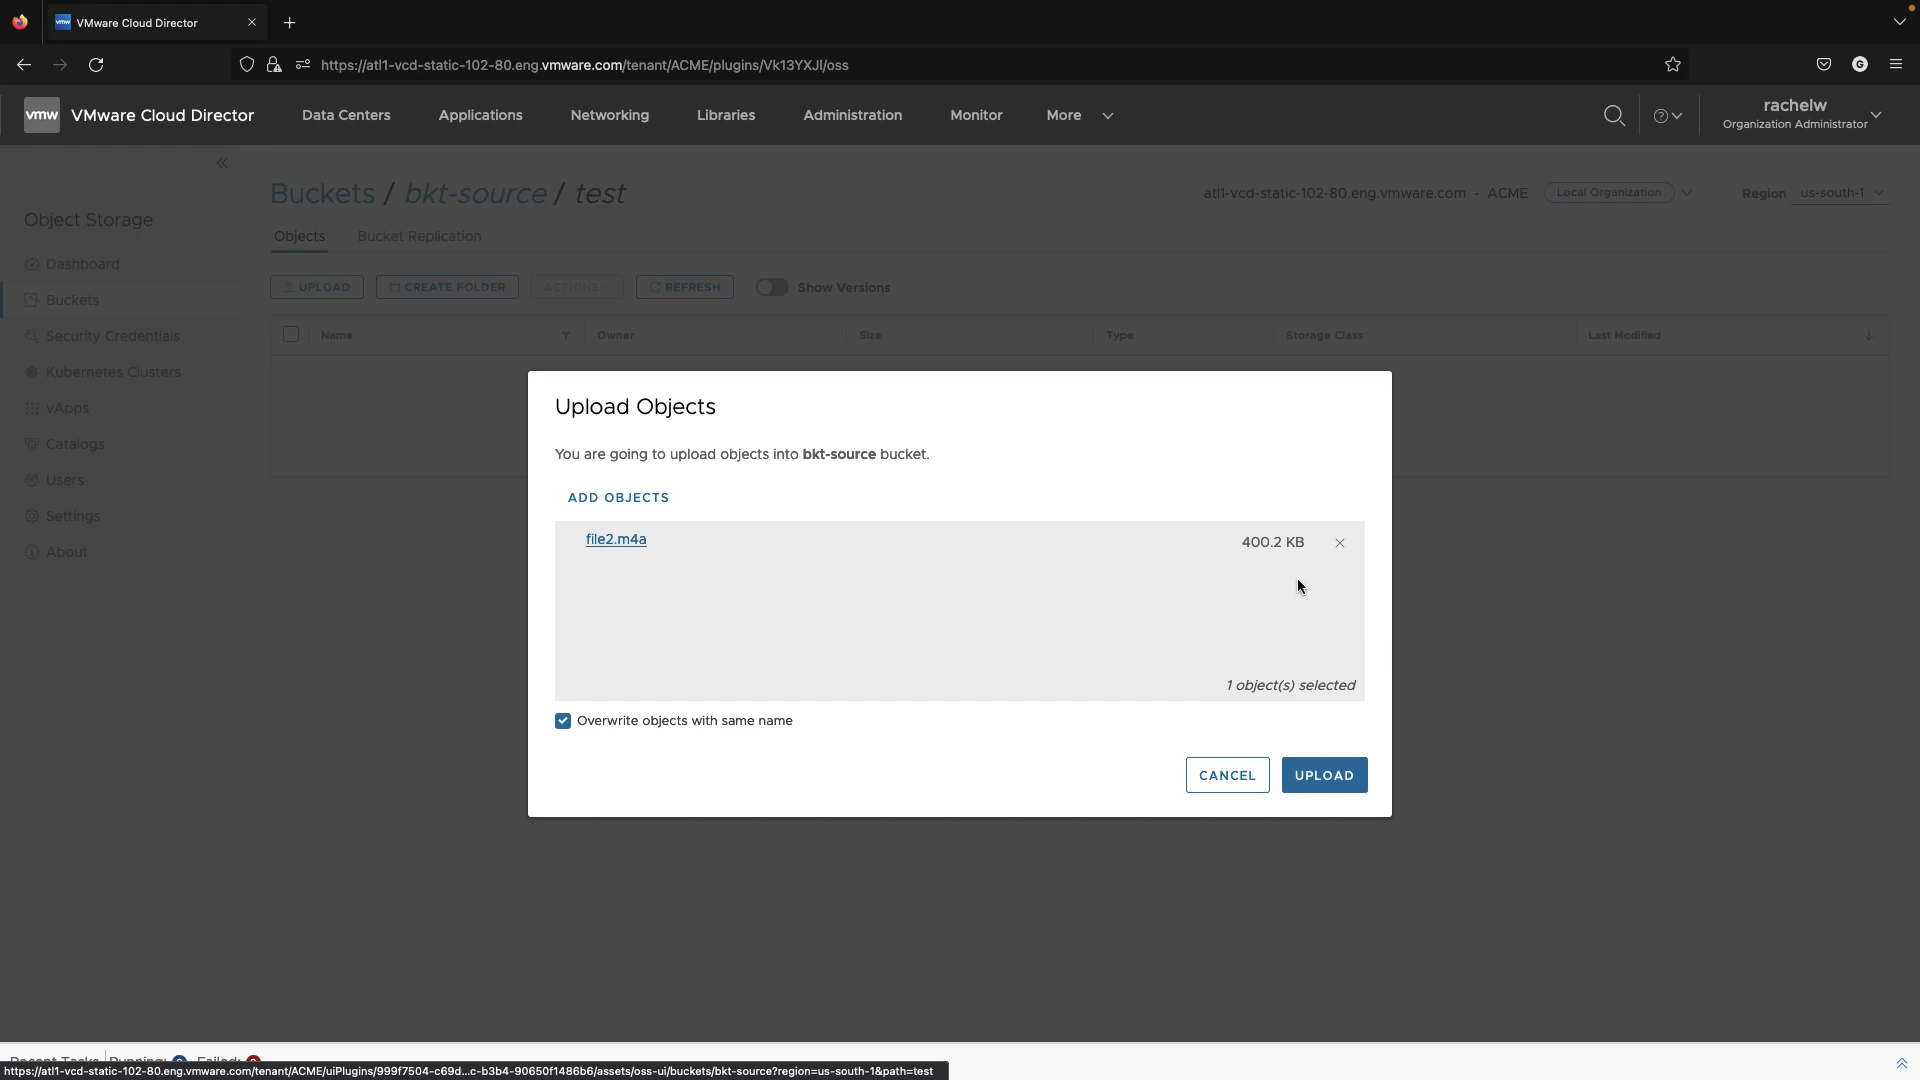 VMware Cloud Director
https://atl1-vcd-static-102-80.eng.vmware.com/tenant/ACME/plugins/Vk13YXJl/oss
G
vmw VMware Cloud Director Data Centers Applications Networking Libraries Administration Monitor More
rachelw
Organization Administrator
Buckets / bkt-source / test
atl1-vcd-static-102-80.eng.vmware.com - ACME Local Organization Region us-south-1
Object Storage
Objects Bucket Replication
Dashboard
Buckets
Security Credentials
Kubernetes Clusters
vApps
Catalogs
Users
Settings
About
UPLOAD CREATE FOLDER ACTIONS REFRESH Show Versions
Name Owner Size Type Storage Class Last Modified
Upload Objects
You are going to upload objects into bkt-source bucket.
ADD OBJECTS
file2.m4a 400.2 KB
1 object(s) selected
Overwrite objects with same name
CANCEL UPLOAD
Recent Tasks Running: Failed:
https://atl1-vcd-static-102-80.eng.vmware.com/tenant/ACME/uiPlugins/999f7504-c69d...c-b3b4-90650f1486b6/assets/oss-ui/buckets/bkt-source?region=us-south-1&path=test